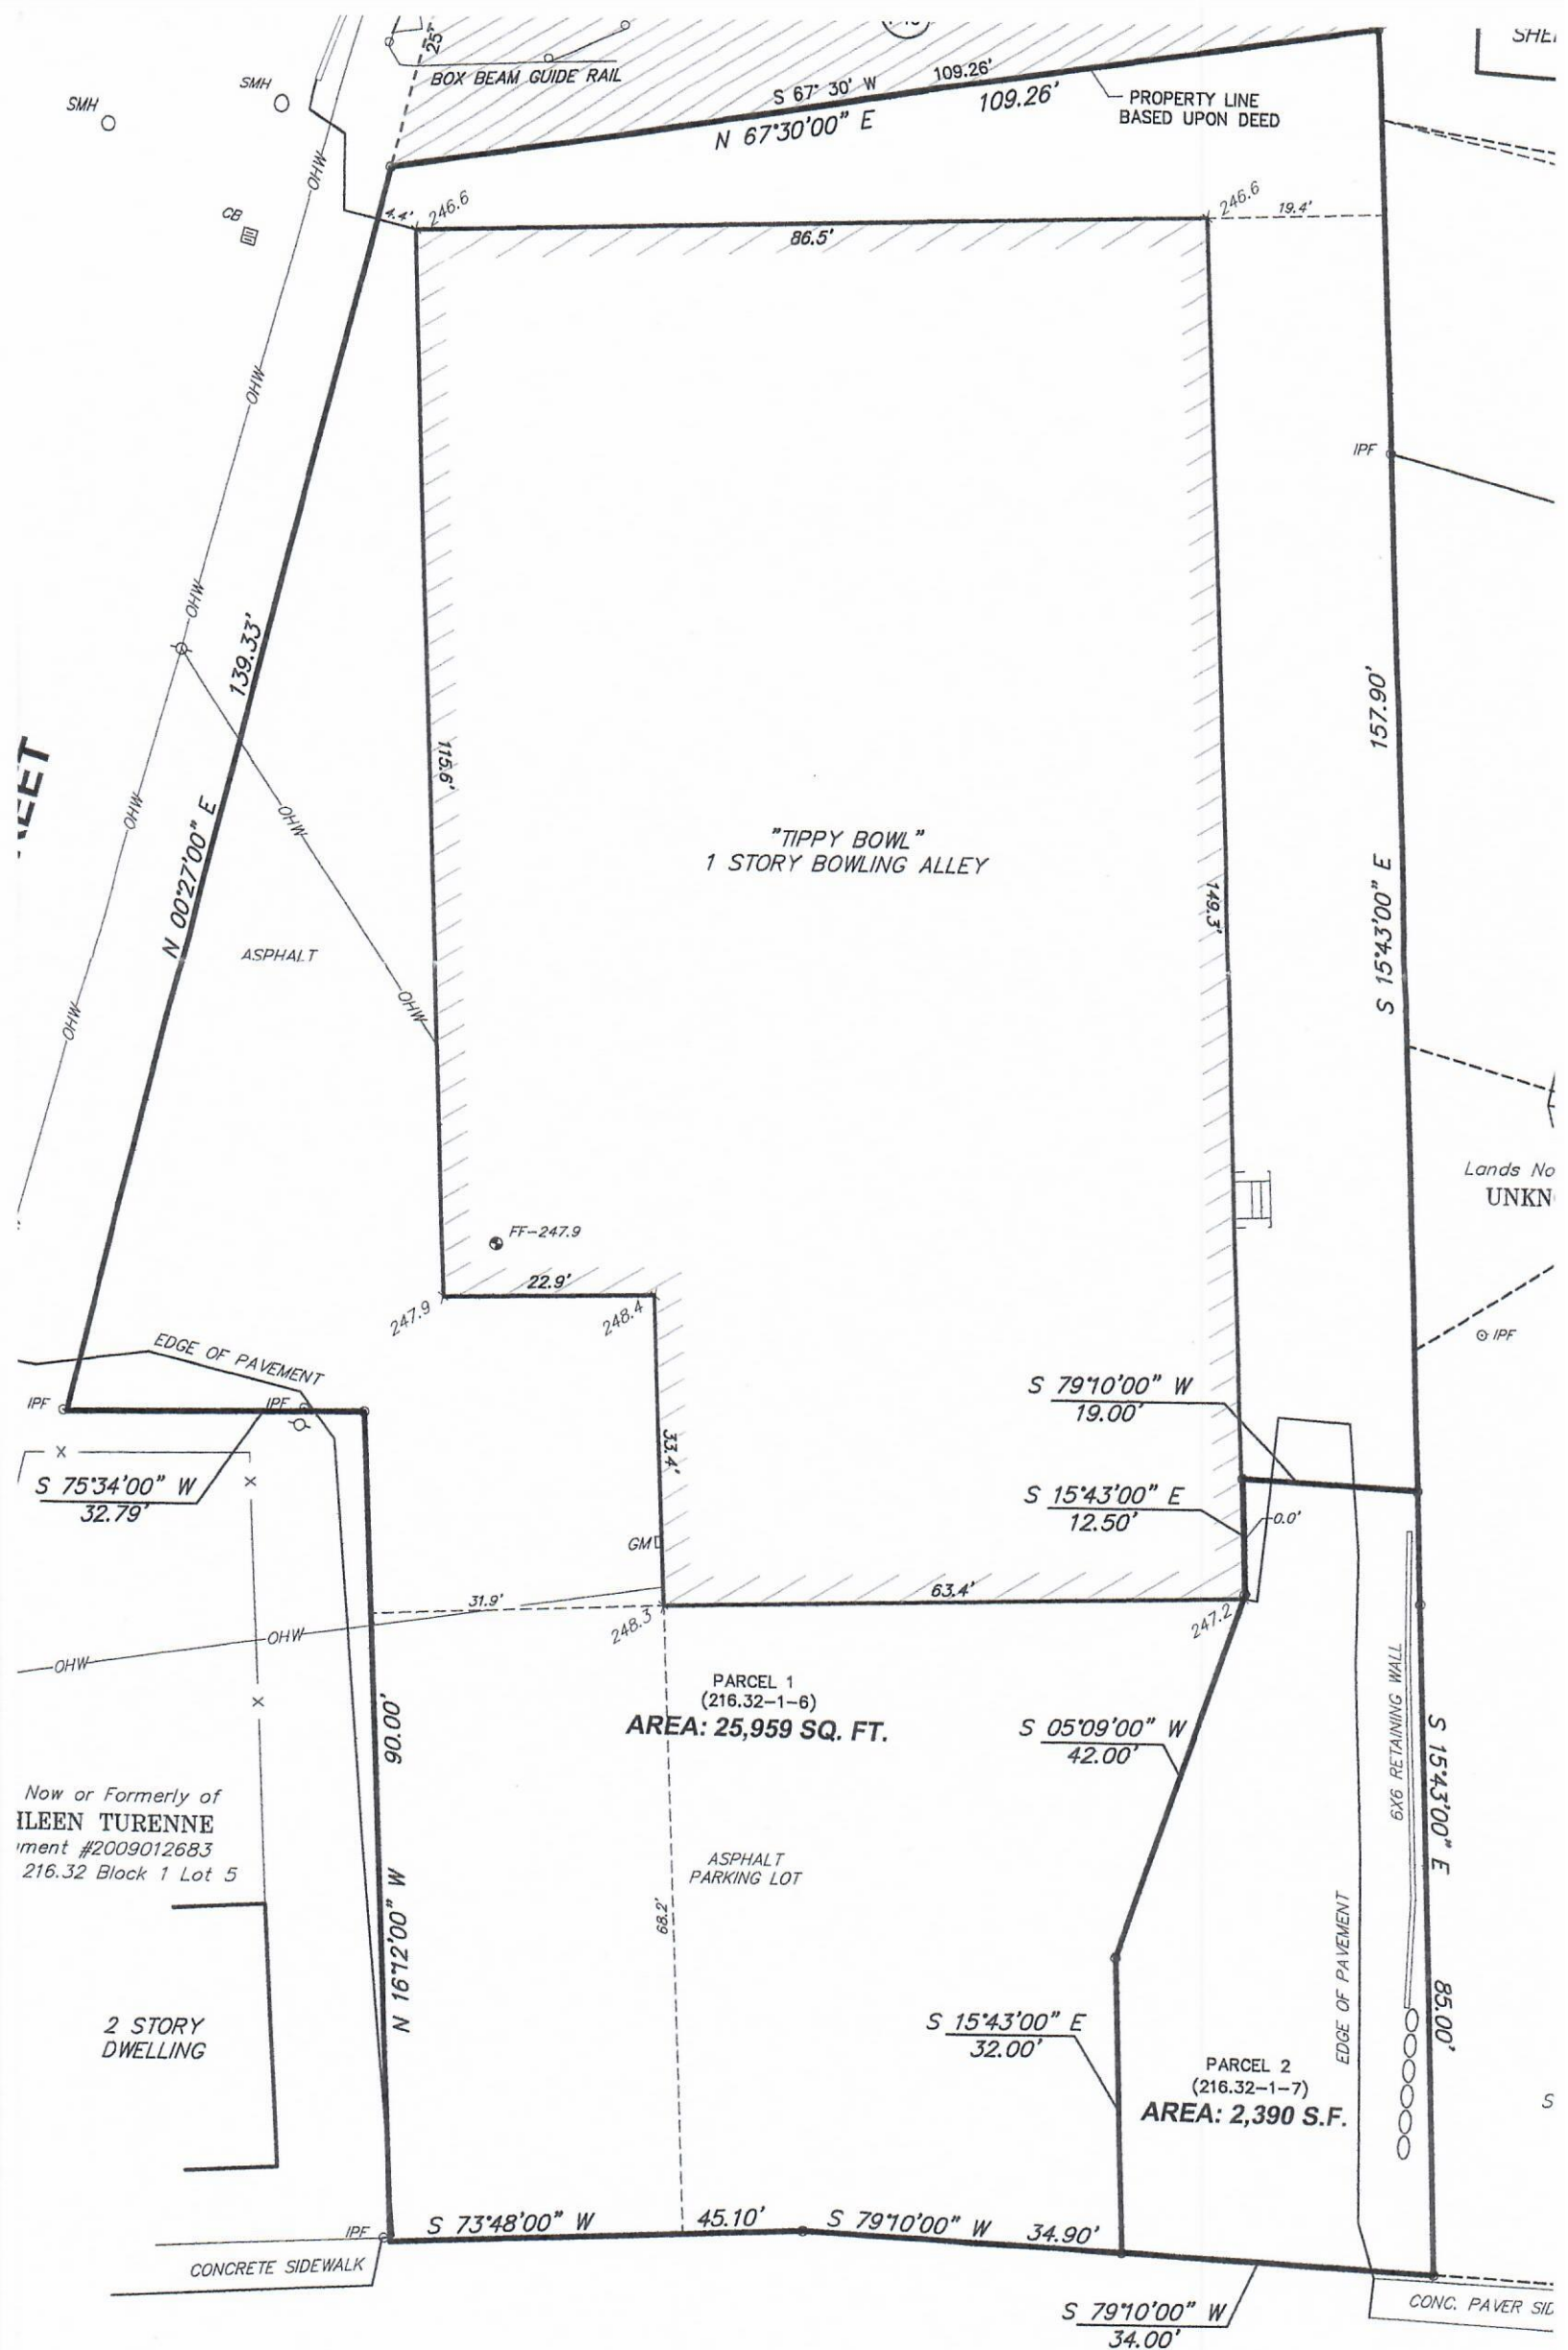 25'
BOX BEAM GUIDE RAIL
SMH
SMH
OHW
CB
S 67° 30' W 109.26'
N 67°30'00" E 109.26'
PROPERTY LINE
BASED UPON DEED
4.4'
246.6
246.6
19.4'
86.5'
OHW
IPF
OHW
139.33'
157.90'
115.6'
OHW
OHW
"TIPPY BOWL"
1 STORY BOWLING ALLEY
149.3'
N 00°27'00" E
S 15°43'00" E
ASPHALT
OHW
OHW
Lands No
UNKN
FF-247.9
22.9'
247.9
248.4
EDGE OF PAVEMENT
IPF
IPF
IPF
S 79°10'00" W
19.00'
33.4'
X
X
S 75°34'00" W
32.79'
S 15°43'00" E
12.50'
0.0'
GM
31.9'
63.4'
248.3
247.2
OHW
OHW
X
PARCEL 1
(216.32-1-6)
AREA: 25,959 SQ. FT.
S 05°09'00" W
42.00'
90.00'
6X6 RETAINING WALL
S 15°43'00" E
Now or Formerly of
ILEEN TURENNE
ment #2009012683
216.32 Block 1 Lot 5
ASPHALT
PARKING LOT
68.2'
N 16°12'00" W
EDGE OF PAVEMENT
85.00'
2 STORY
DWELLING
S 15°43'00" E
32.00'
PARCEL 2
(216.32-1-7)
AREA: 2,390 S.F.
S
IPF
S 73°48'00" W 45.10'
S 79°10'00" W 34.90'
CONCRETE SIDEWALK
S 79°10'00" W
34.00'
CONC. PAVER SID